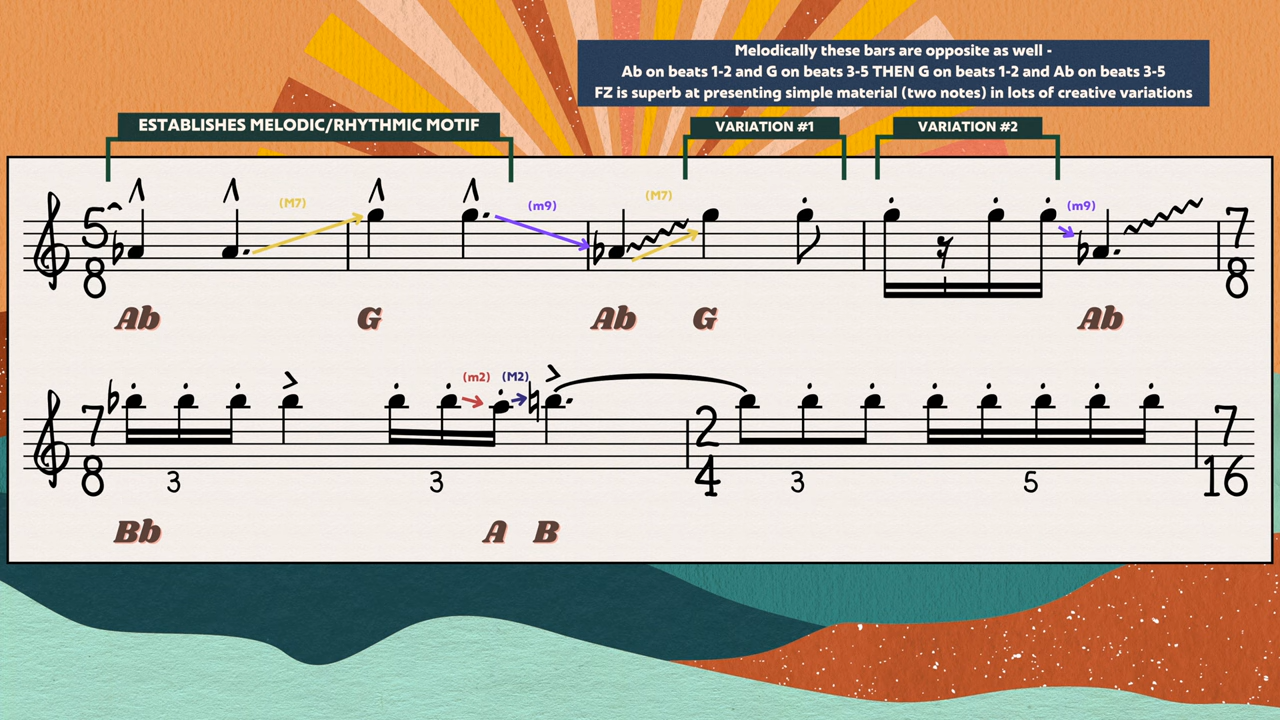 Melodically these bars are opposite as well -
Ab on beats 1-2 and G on beats 3-5 THEN G on beats 1-2 and Ab on beats 3-5
FZ is superb at presenting simple material (two notes) in lots of creative variations
ESTABLISHES MELODIC/RHYTHMIC MOTIF
VARIATION #1
VARIATION #2
(M7)
(m9)
(M7)
(m9)
5
8
7
8
Ab
G
Ab
G
Ab
(m2)
(M2)
7
8
2
4
7
16
3
3
3
5
Bb
A
B